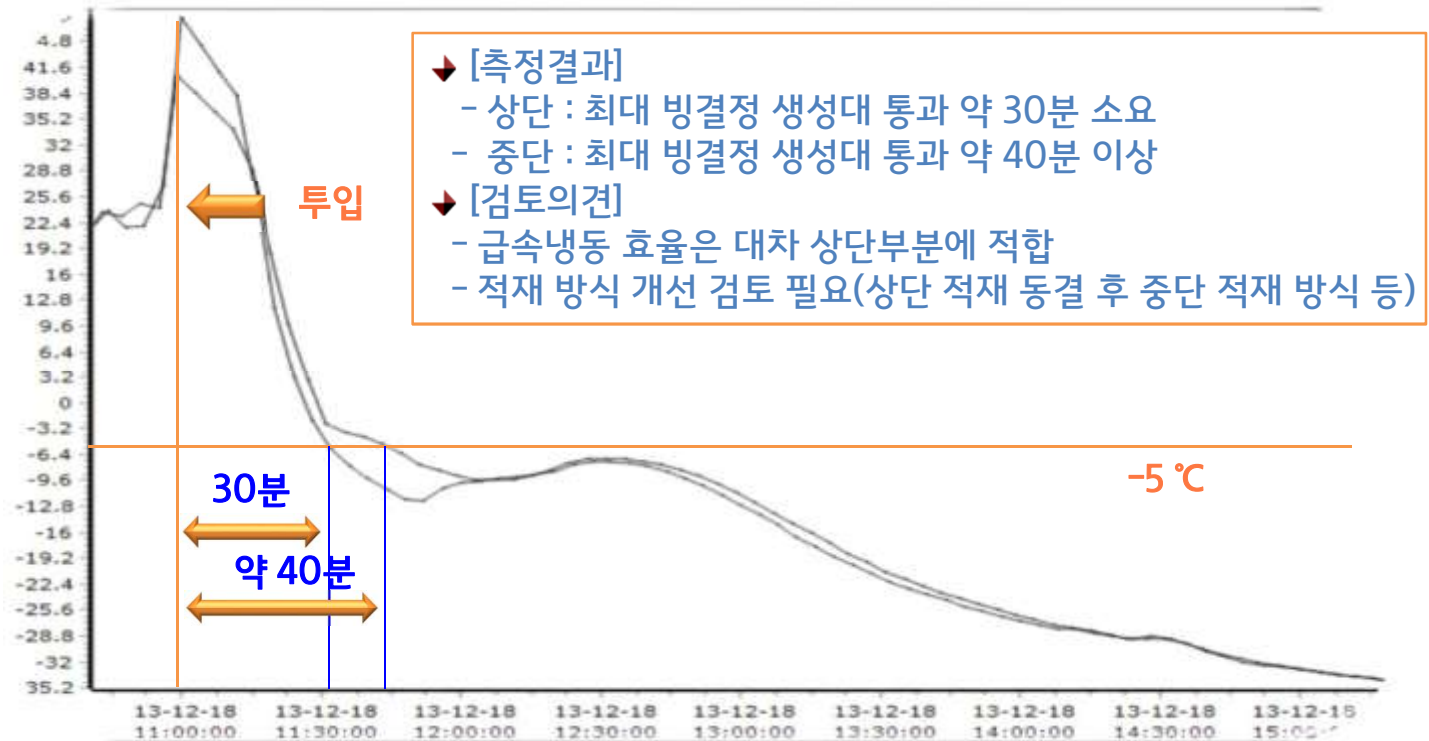 4.8
41.6
38.4
35.2
32
28.8
25.6
22.4
19.2
16
12.8
9.6
6.4
3.2
0
-3.2
-6.4
-9.6
-12.8
-16
-19.2
-22.4
-25.6
-28.8
-32
35.2
[측정결과]
- 상단 : 최대 빙결정 생성대 통과 약 30분 소요
- 중단 : 최대 빙결정 생성대 통과 약 40분 이상
[검토의견]
- 급속냉동 효율은 대차 상단부분에 적합
- 적재 방식 개선 검토 필요(상단 적재 동결 후 중단 적재 방식 등)
투입
-5 ℃
30분
약 40분
13-12-18 13-12-18 13-12-18 13-12-18 13-12-18 13-12-18 13-12-18 13-12-18
11:00:00 11:30:00 12:00:00 12:30:00 13:00:00 13:30:00 14:00:00 14:30:00